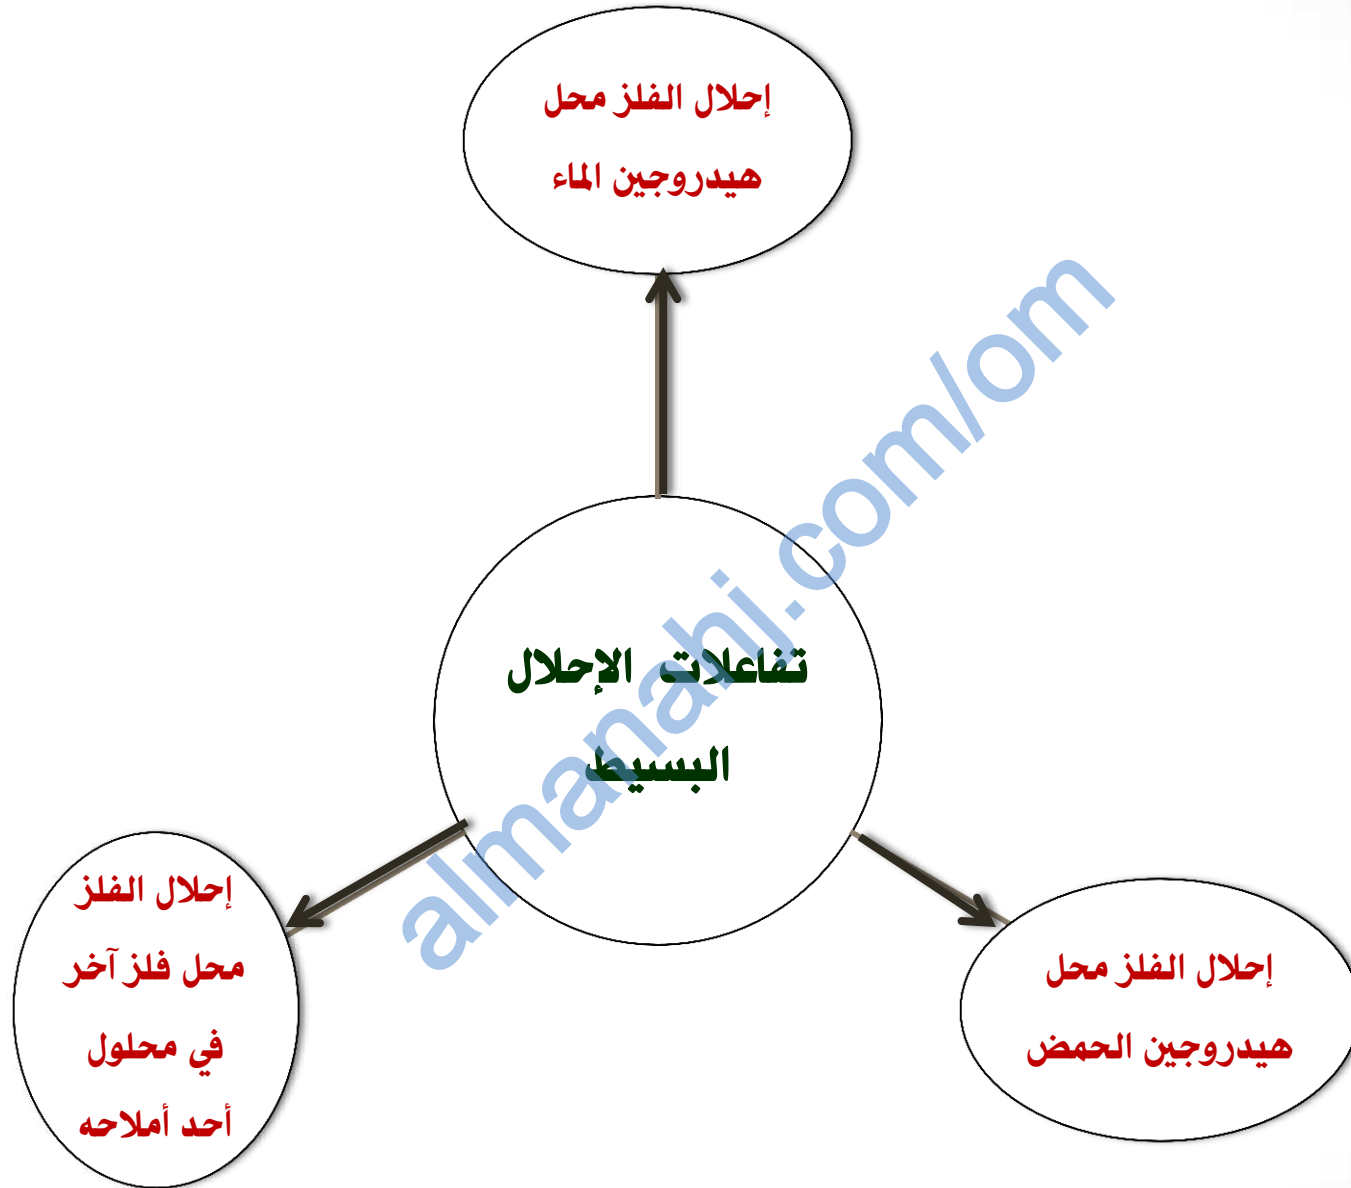 إحلال الفلز محل
هيدروجين الماء
تفاعلات الإحلال
البسيط
إحلال الفلز محل
هيدروجين الحمض
إحلال الفلز
محل فلز آخر
في محلول
أحد أملاحه
almanahj.com/om